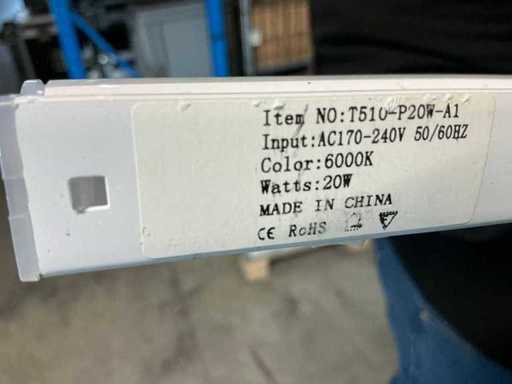 Item NO:T510-P20W-A1
Input:AC170-240V 50/60HZ
Color:6000K
Watts:20W
MADE IN CHINA
CE RoHS